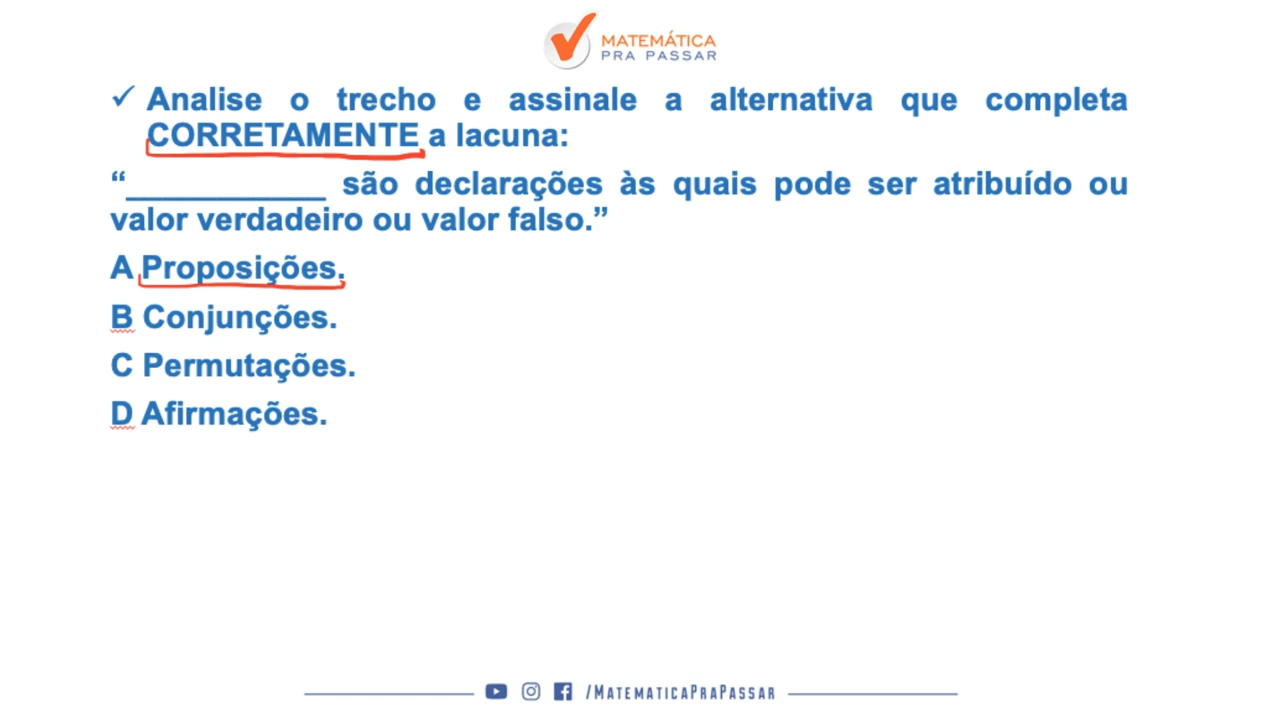 MATEMÁTICA
PRA PASSAR
✓ Analise o trecho e assinale a alternativa que completa
CORRETAMENTE a lacuna:
“____________ são declarações às quais pode ser atribuído ou
valor verdadeiro ou valor falso.”
A Proposições.
B Conjunções.
C Permutações.
D Afirmações.
/MATEMATICAPRAPASSAR